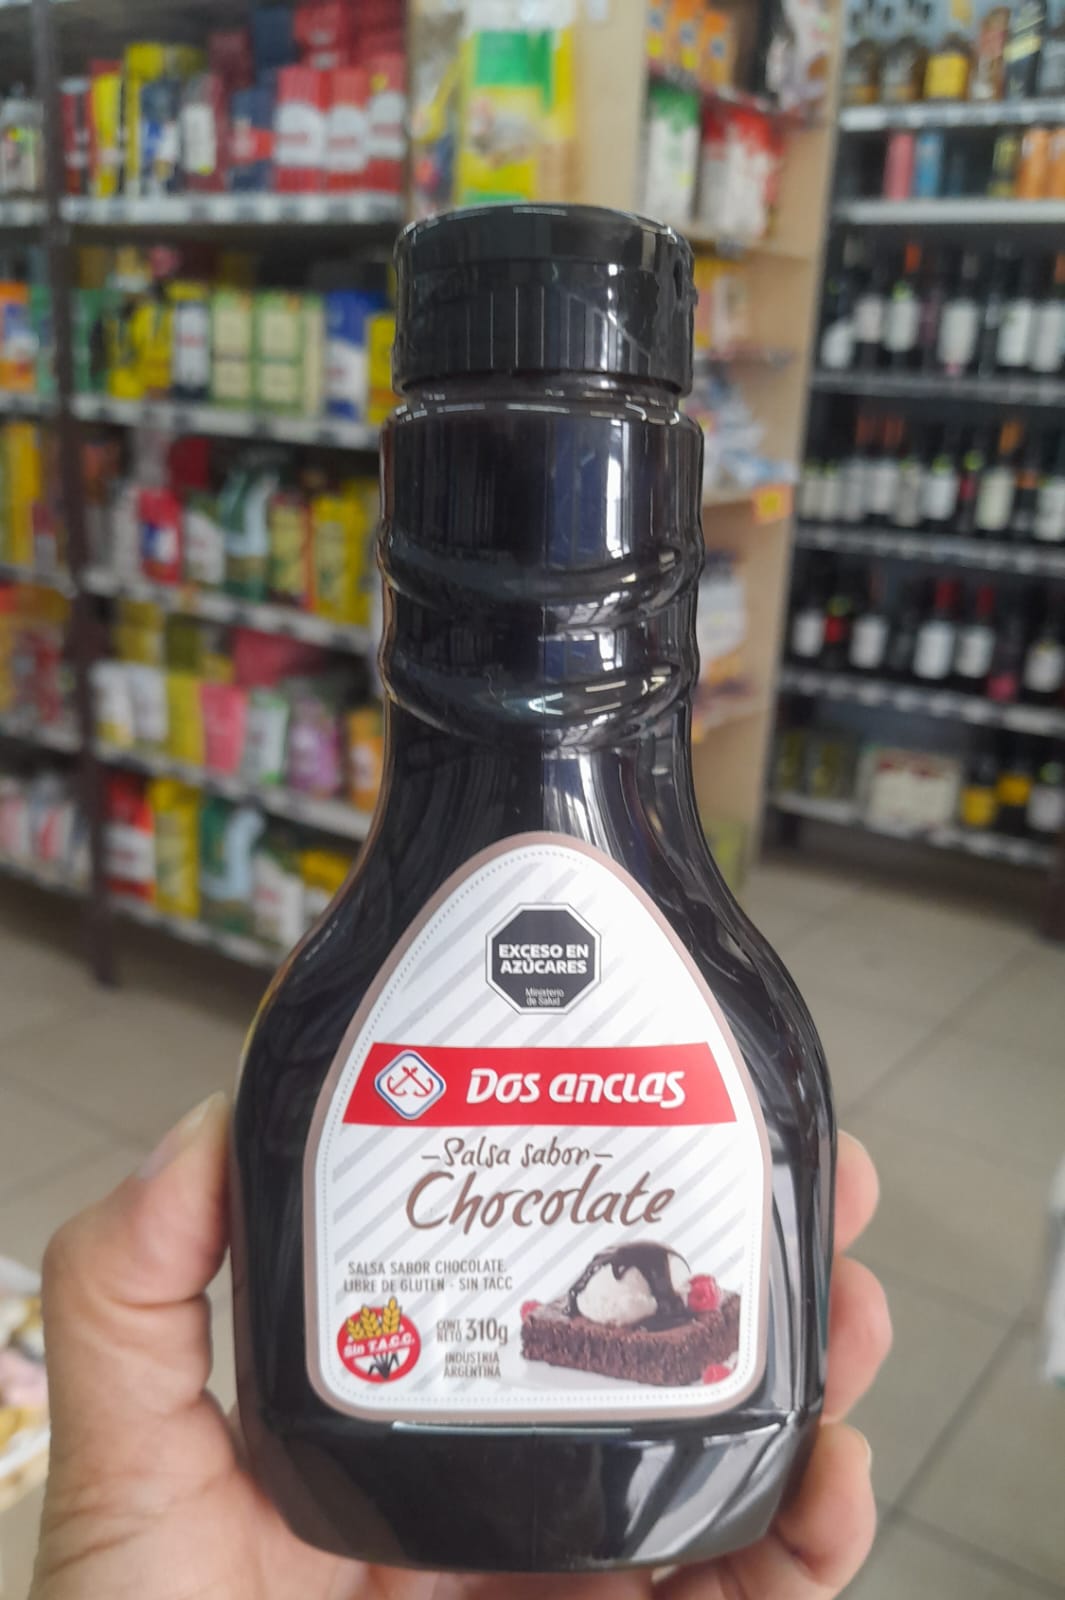 EXCESO EN
AZÚCARES
Ministerio
de Salud
Dos anclas
—Salsa sabor—
Chocolate
SALSA SABOR CHOCOLATE.
LIBRE DE GLUTEN - SIN TACC
Sin T.A.C.C.
CONT.
NETO 310g
INDUSTRIA
ARGENTINA